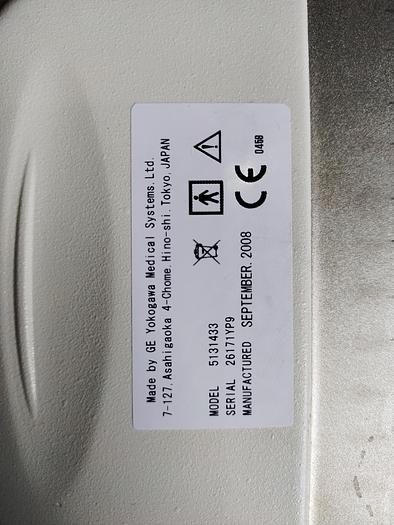 Made by GE Yokogawa Medical Systems, Ltd.
7-127, Asahigaoka 4-Chome, Hino-shi, Tokyo, JAPAN
MODEL 5131433
SERIAL 26171YP9
MANUFACTURED SEPTEMBER. 2008
CE
0459